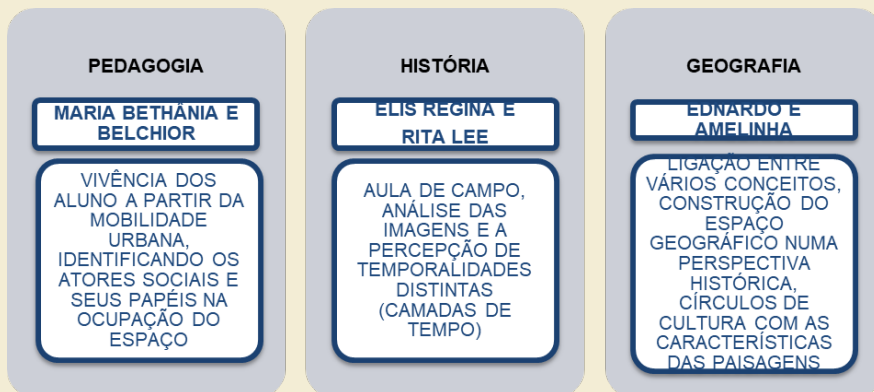 PEDAGOGIA
MARIA BETHÂNIA E
BELCHIOR
VIVÊNCIA DOS
ALUNO A PARTIR DA
MOBILIDADE
URBANA,
IDENTIFICANDO OS
ATORES SOCIAIS E
SEUS PAPÉIS NA
OCUPAÇÃO DO
ESPAÇO
HISTÓRIA
ELIS REGINA E
RITA LEE
AULA DE CAMPO,
ANÁLISE DAS
IMAGENS E A
PERCEPÇÃO DE
TEMPORALIDADES
DISTINTAS
(CAMADAS DE
TEMPO)
GEOGRAFIA
EDNARDO E
AMELINHA
LIGAÇÃO ENTRE
VÁRIOS CONCEITOS,
CONSTRUÇÃO DO
ESPAÇO
GEOGRÁFICO NUMA
PERSPECTIVA
HISTÓRICA,
CÍRCULOS DE
CULTURA COM AS
CARACTERÍSTICAS
DAS PAISAGENS